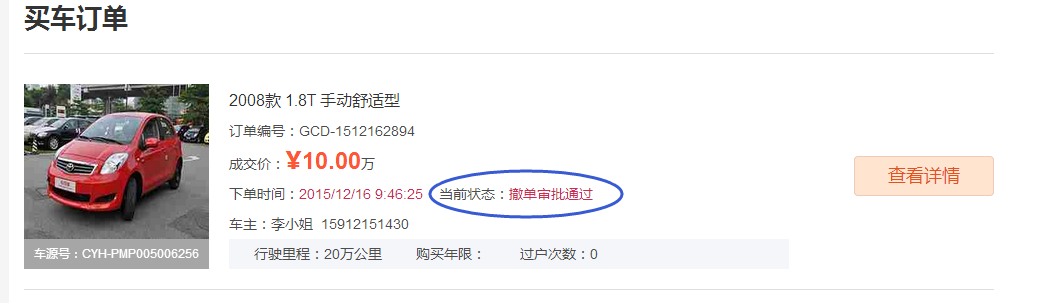 买车订单
2008款 1.8T 手动舒适型
订单编号：GCD-1512162894
成交价：¥10.00万
下单时间：2015/12/16 9:46:25 当前状态：撤单审批通过
查看详情
车主：李小姐 15912151430
车源号：CYH-PMP005006256
行驶里程：20万公里 购买年限： 过户次数：0